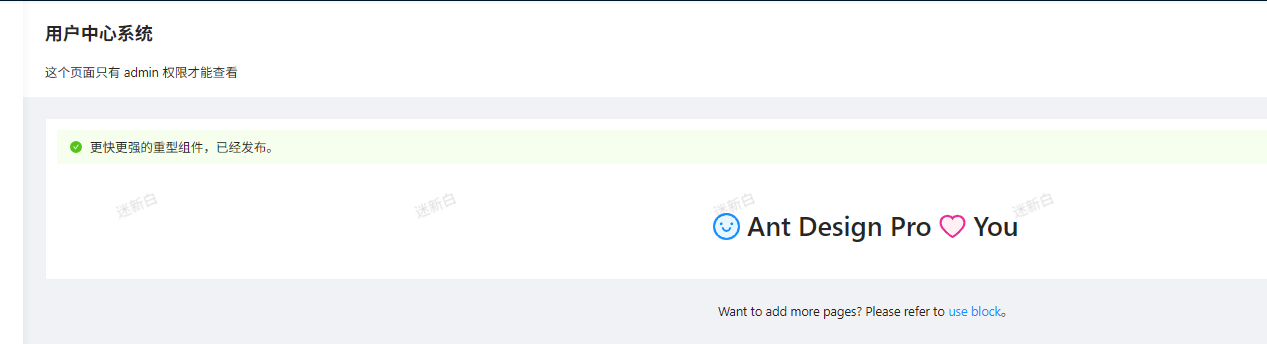 用户中心系统
这个页面只有 admin 权限才能查看
更快更强的重型组件，已经发布。
迷新白 迷新白 迷新白 迷新白
Ant Design Pro You
Want to add more pages? Please refer to use block。